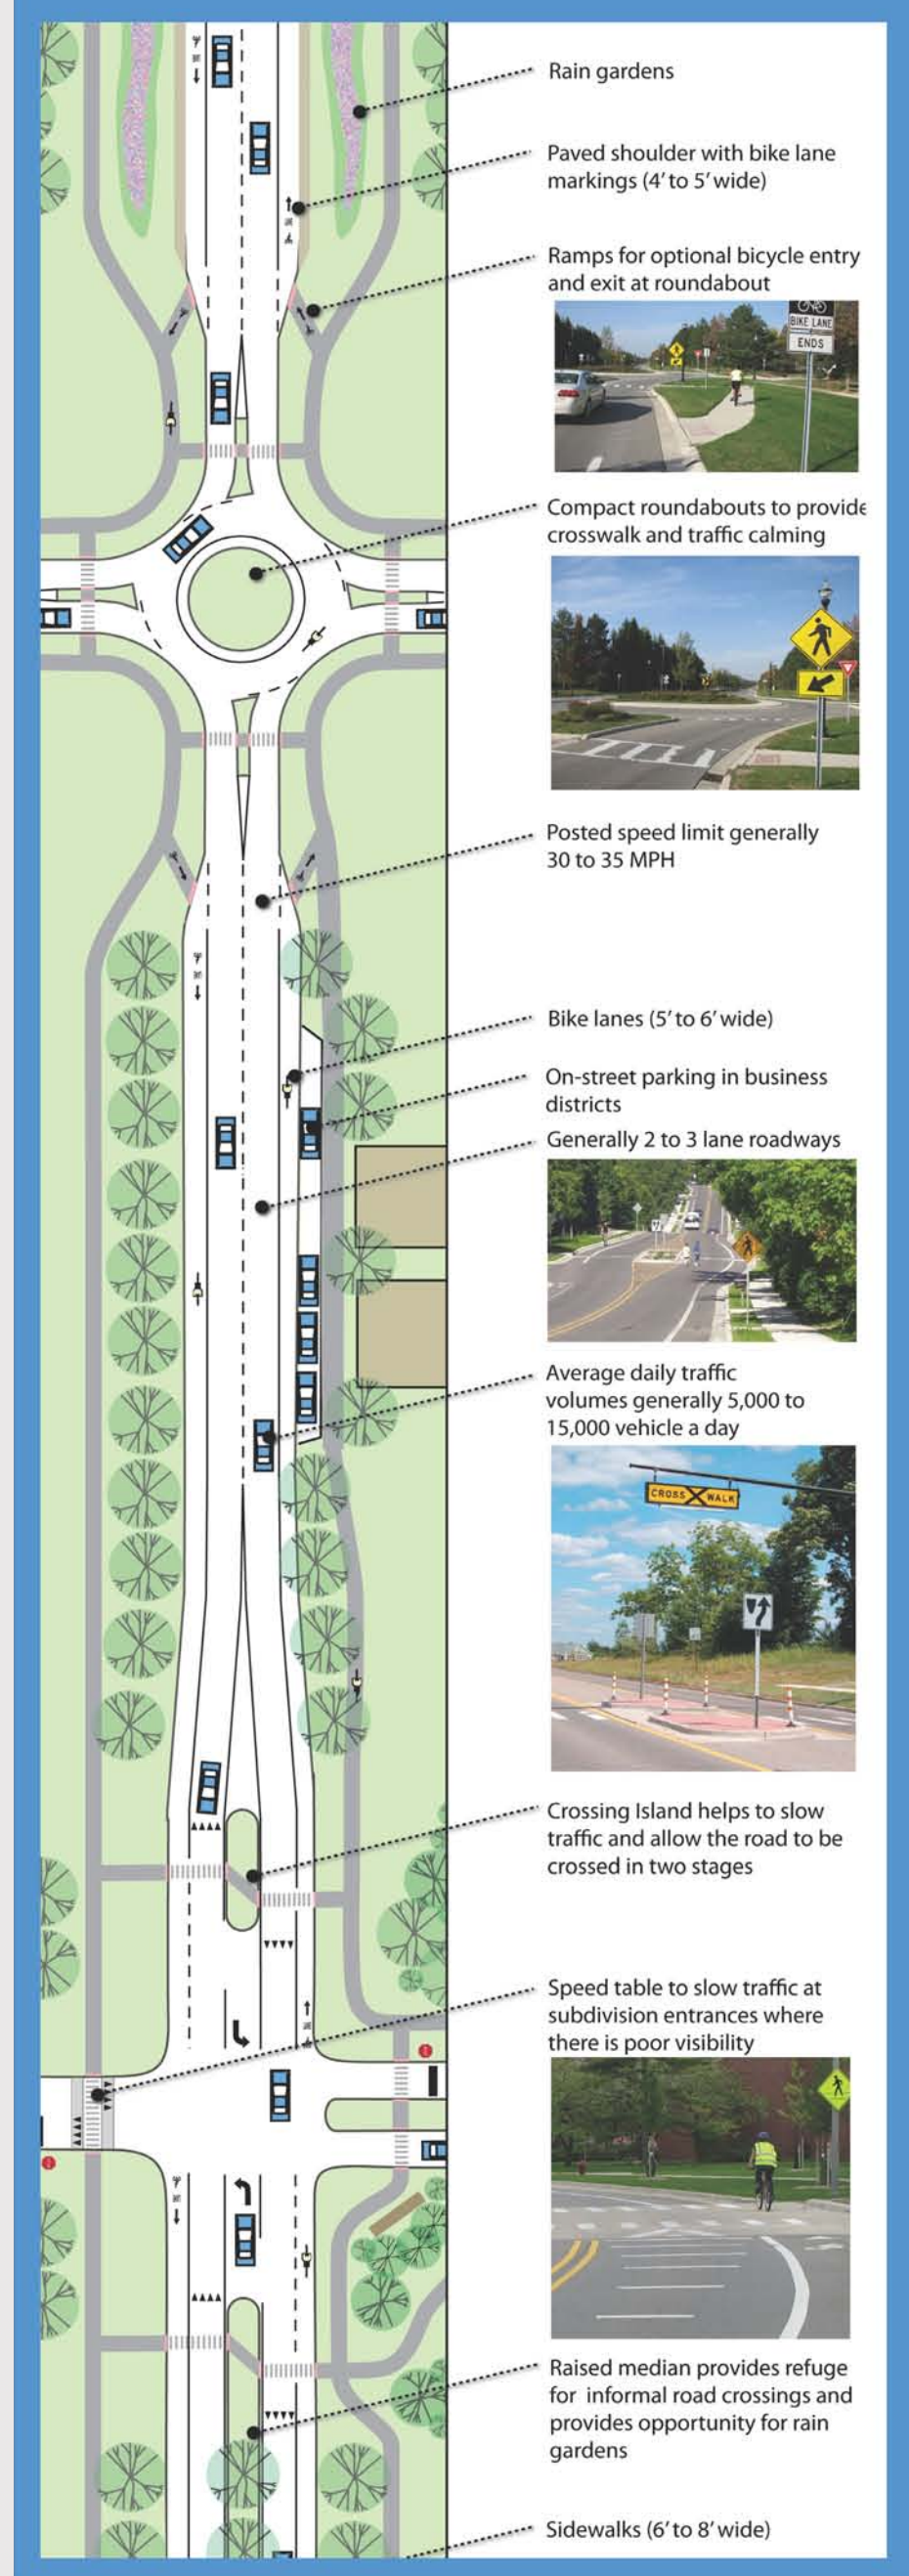 Rain gardens
Paved shoulder with bike lane
markings (4' to 5' wide)
Ramps for optional bicycle entry
and exit at roundabout
BIKE LANE
ENDS
Compact roundabouts to provide
crosswalk and traffic calming
Posted speed limit generally
30 to 35 MPH
Bike lanes (5' to 6' wide)
On-street parking in business
districts
Generally 2 to 3 lane roadways
Average daily traffic
volumes generally 5,000 to
15,000 vehicle a day
CROSS WALK
Crossing Island helps to slow
traffic and allow the road to be
crossed in two stages
Speed table to slow traffic at
subdivision entrances where
there is poor visibility
Raised median provides refuge
for informal road crossings and
provides opportunity for rain
gardens
Sidewalks (6' to 8' wide)